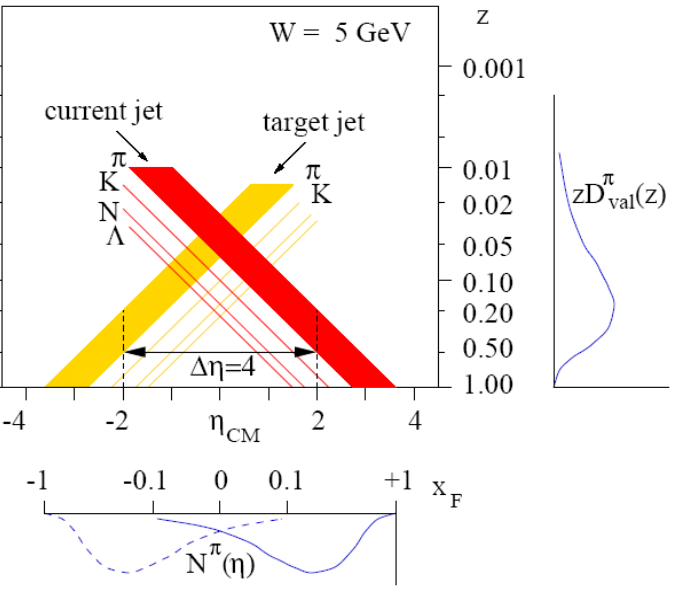 W = 5 GeV
z
0.001
current jet
target jet
π
π
0.01
K
K
zD^π_val(z)
0.02
N
Λ
0.05
0.10
0.20
0.50
Δη=4
1.00
-4 -2 η_CM 2 4
-1 -0.1 0 0.1 +1 x_F
N^π(η)